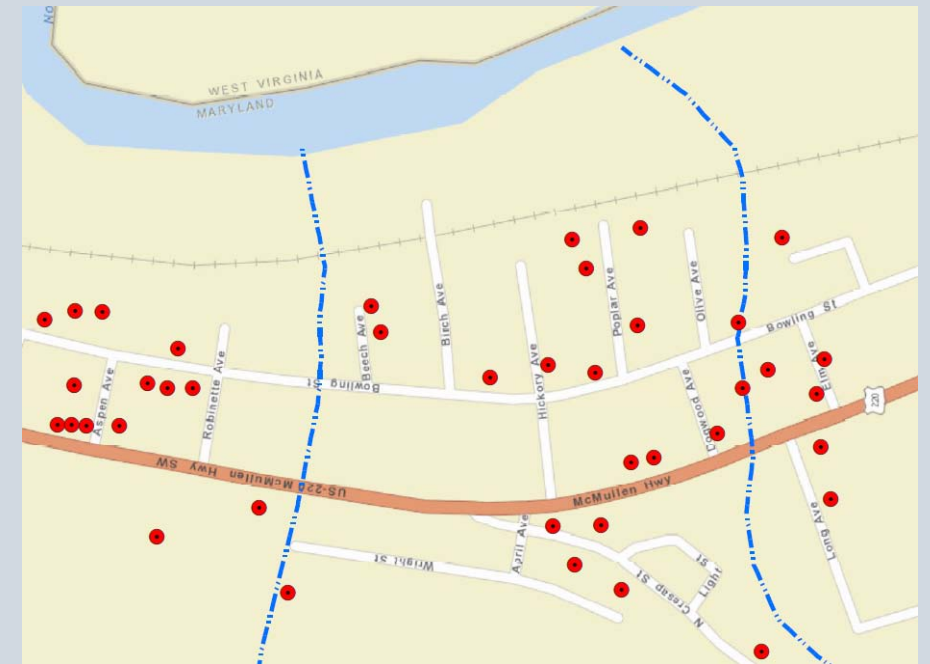 NO
WEST VIRGINIA
MARYLAND
Aspen Ave
Robinette Ave
Beech Ave
Birch Ave
Hickory Ave
Poplar Ave
Olive Ave
Bowling St
Elm Ave
Bowling St
Dogwood Ave
220
US-220 McMullen Hwy SW
McMullen Hwy
April Ave
Wright St
N Cresap St
Light St
Long Ave